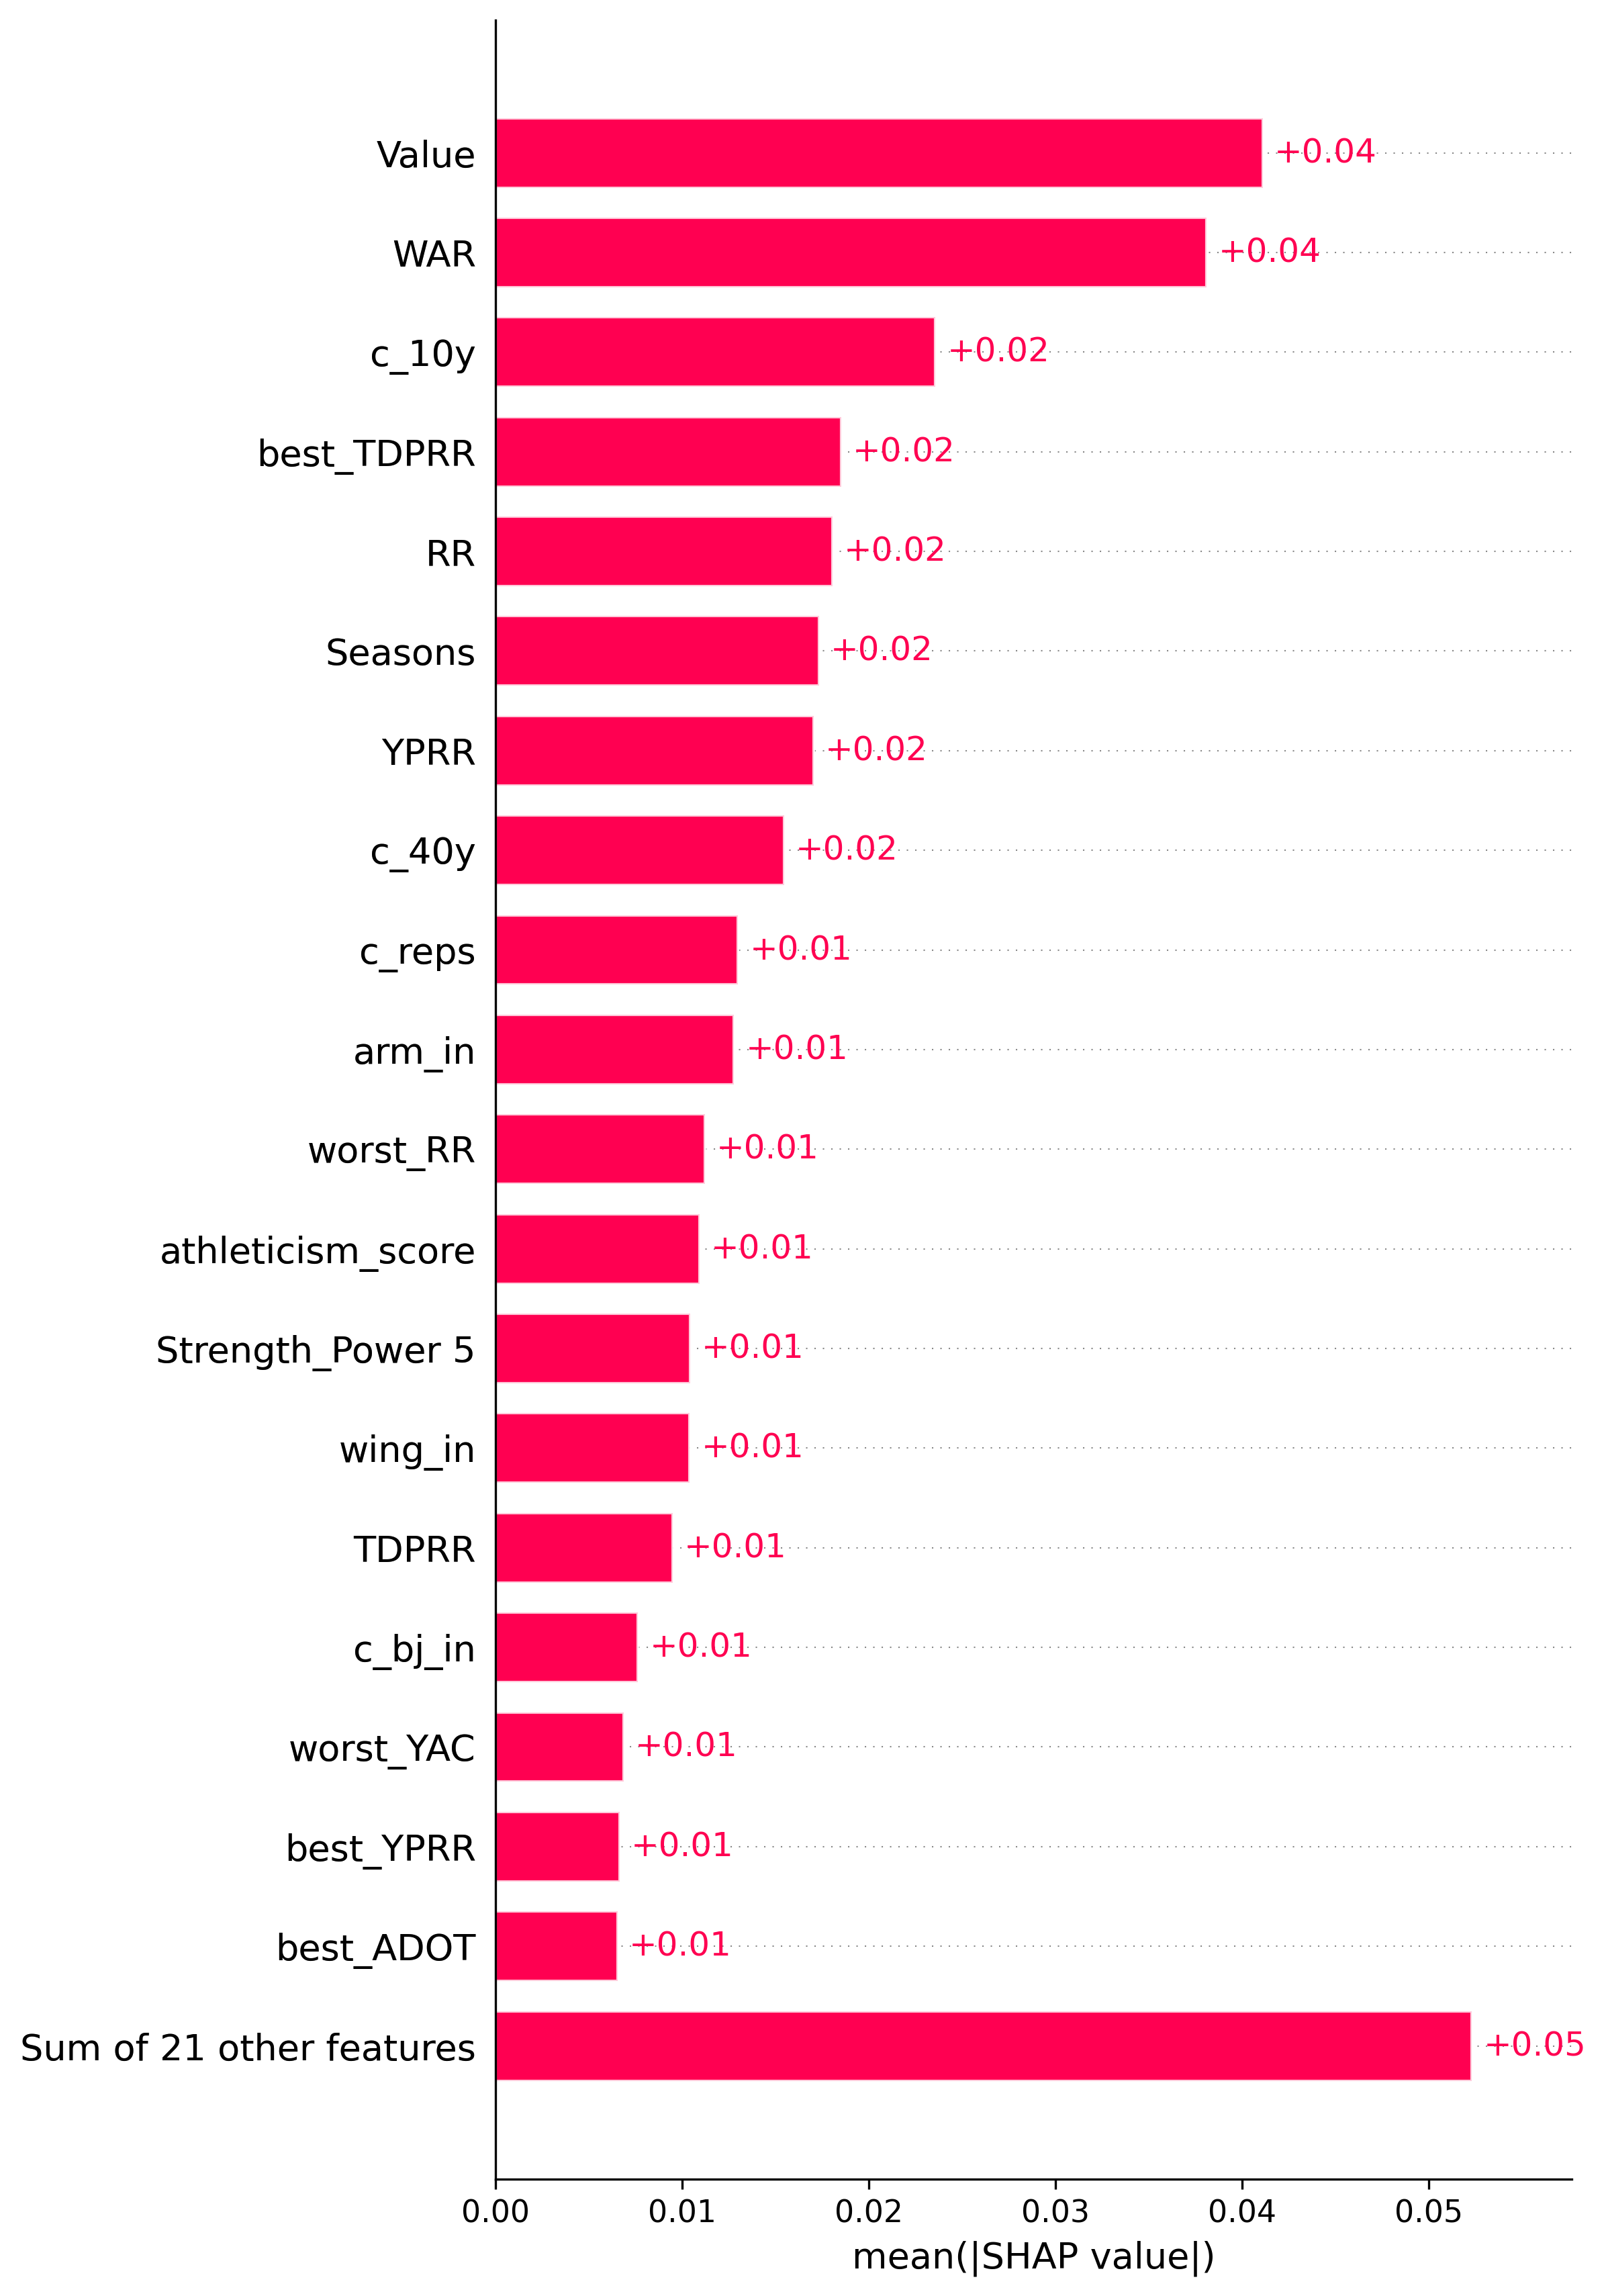 Value +0.04
WAR +0.04
c_10y +0.02
best_TDPRR +0.02
RR +0.02
Seasons +0.02
YPRR +0.02
c_40y +0.02
c_reps +0.01
arm_in +0.01
worst_RR +0.01
athleticism_score +0.01
Strength_Power 5 +0.01
wing_in +0.01
TDPRR +0.01
c_bj_in +0.01
worst_YAC +0.01
best_YPRR +0.01
best_ADOT +0.01
Sum of 21 other features +0.05
0.00 0.01 0.02 0.03 0.04 0.05
mean(|SHAP value|)